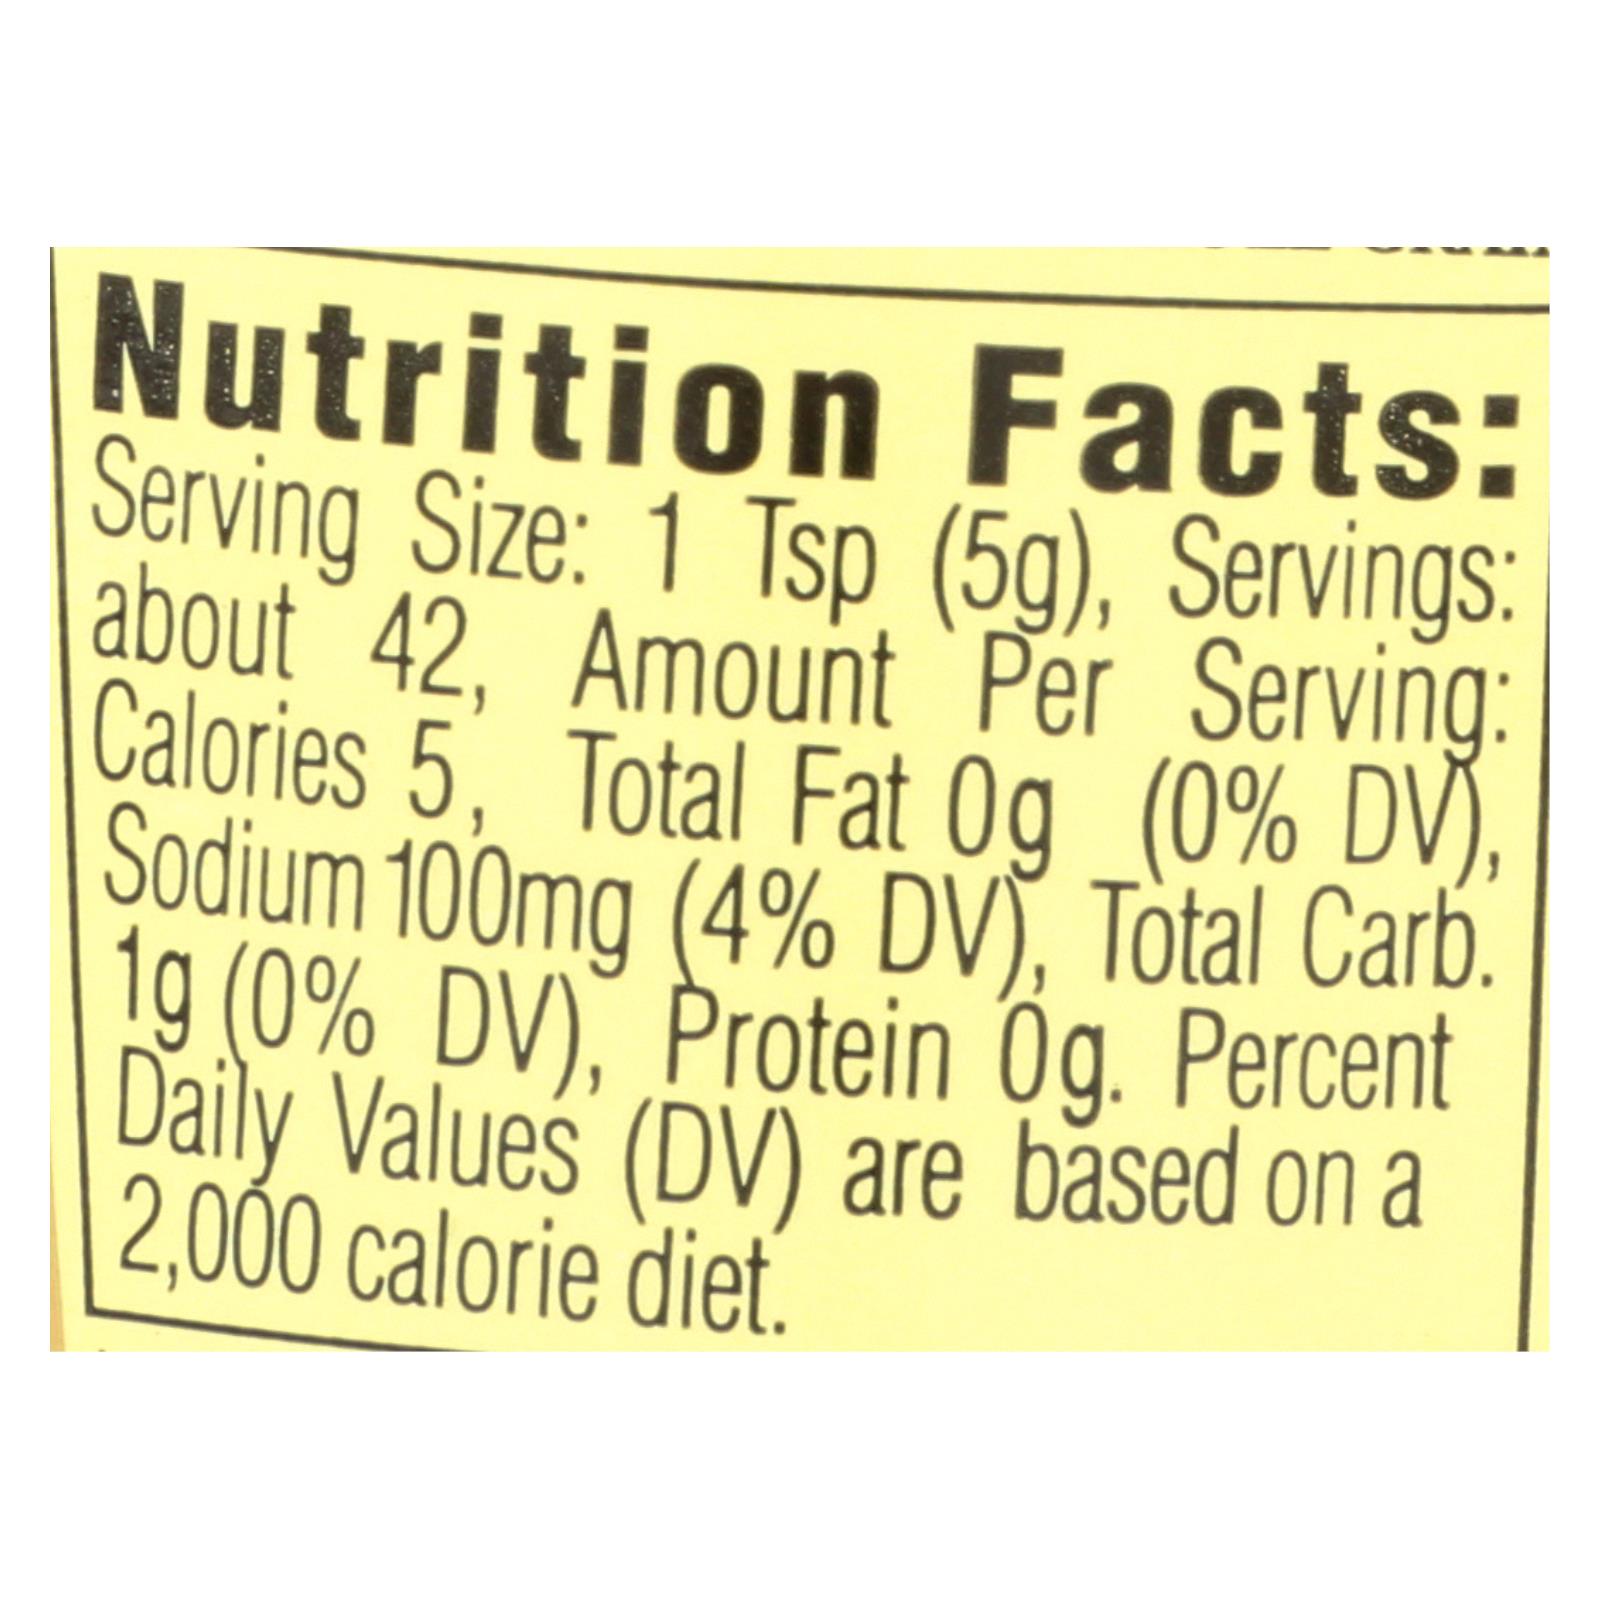 Nutrition Facts:
Serving Size: 1 Tsp (5g), Servings:
about 42, Amount Per Serving:
Calories 5, Total Fat 0g (0% DV),
Sodium 100mg (4% DV), Total Carb.
1g (0% DV), Protein 0g. Percent
Daily Values (DV) are based on a
2,000 calorie diet.